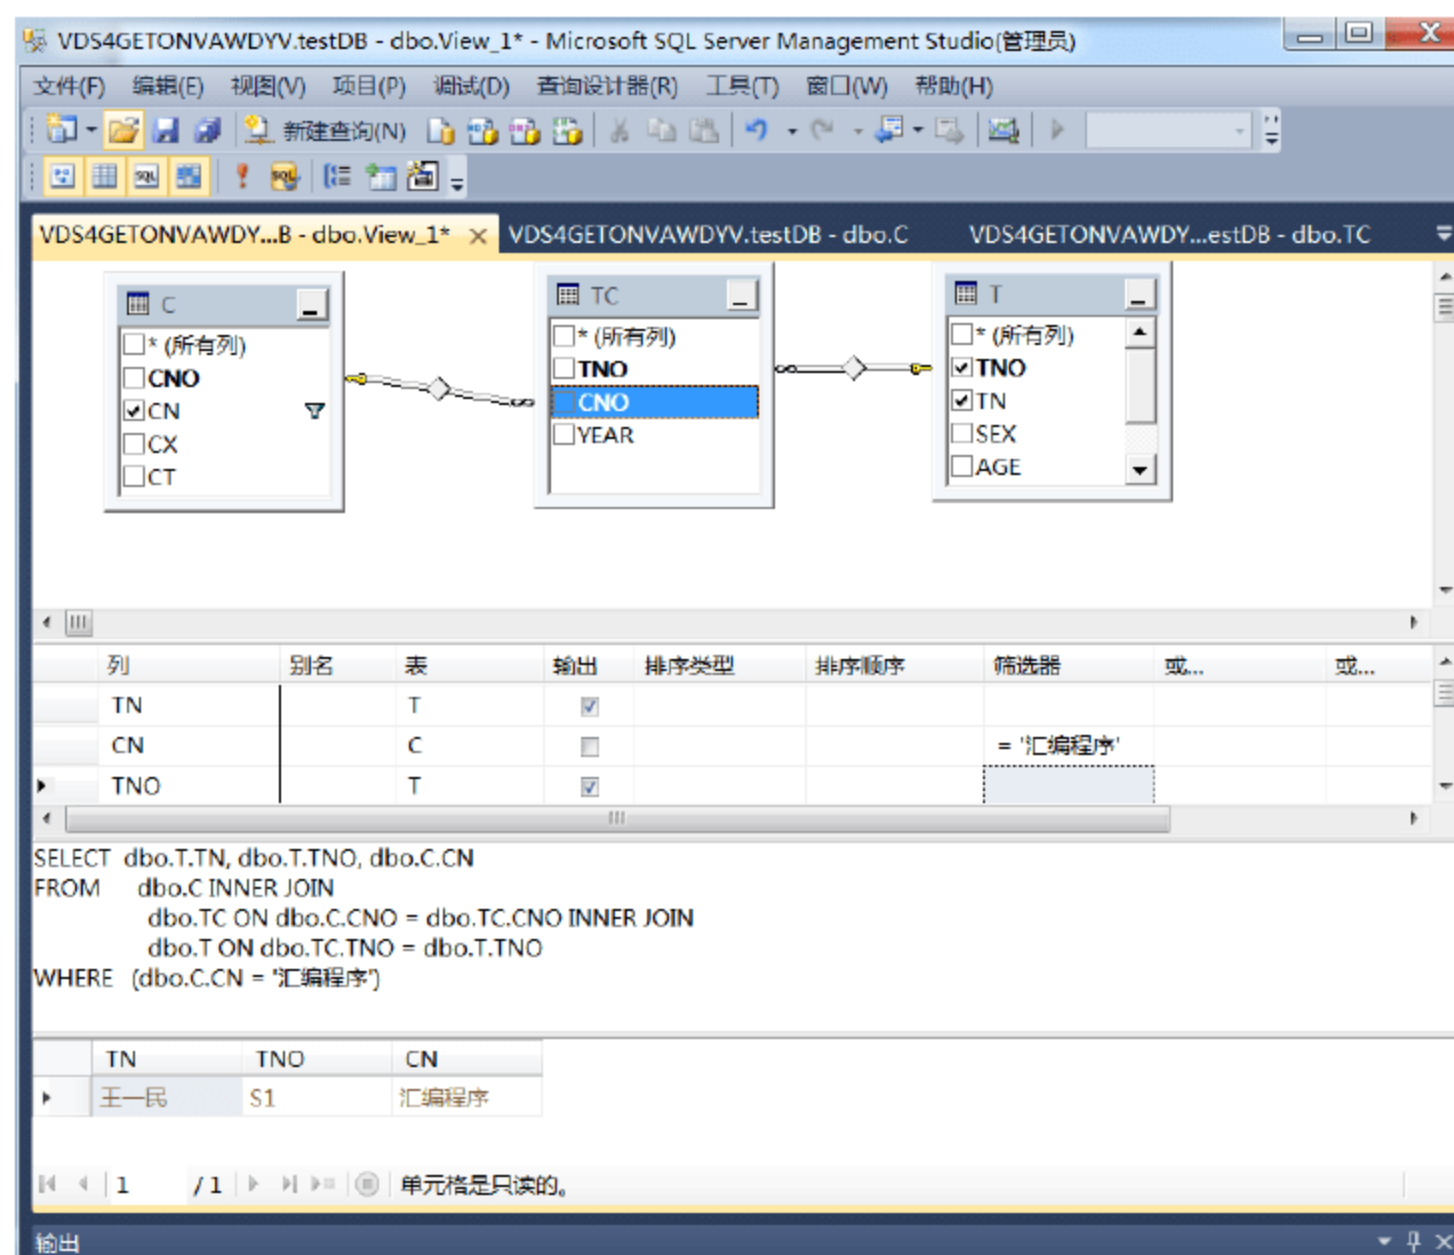 VDS4GETONVAWDYV.testDB - dbo.View_1* - Microsoft SQL Server Management Studio(管理员)
文件(F) 编辑(E) 视图(V) 项目(P) 调试(D) 查询设计器(R) 工具(T) 窗口(W) 帮助(H)
新建查询(N)
VDS4GETONVAWDY...B - dbo.View_1* VDS4GETONVAWDYV.testDB - dbo.C VDS4GETONVAWDY...estDB - dbo.TC
C
* (所有列)
CNO
CN
CX
CT
TC
* (所有列)
TNO
CNO
YEAR
T
* (所有列)
TNO
TN
SEX
AGE
列 别名 表 输出 排序类型 排序顺序 筛选器 或... 或...
TN T
CN C = '汇编程序'
TNO T
SELECT dbo.T.TN, dbo.T.TNO, dbo.C.CN
FROM dbo.C INNER JOIN
dbo.TC ON dbo.C.CNO = dbo.TC.CNO INNER JOIN
dbo.T ON dbo.TC.TNO = dbo.T.TNO
WHERE (dbo.C.CN = '汇编程序')
TN TNO CN
王一民 S1 汇编程序
1 / 1 单元格是只读的。
输出